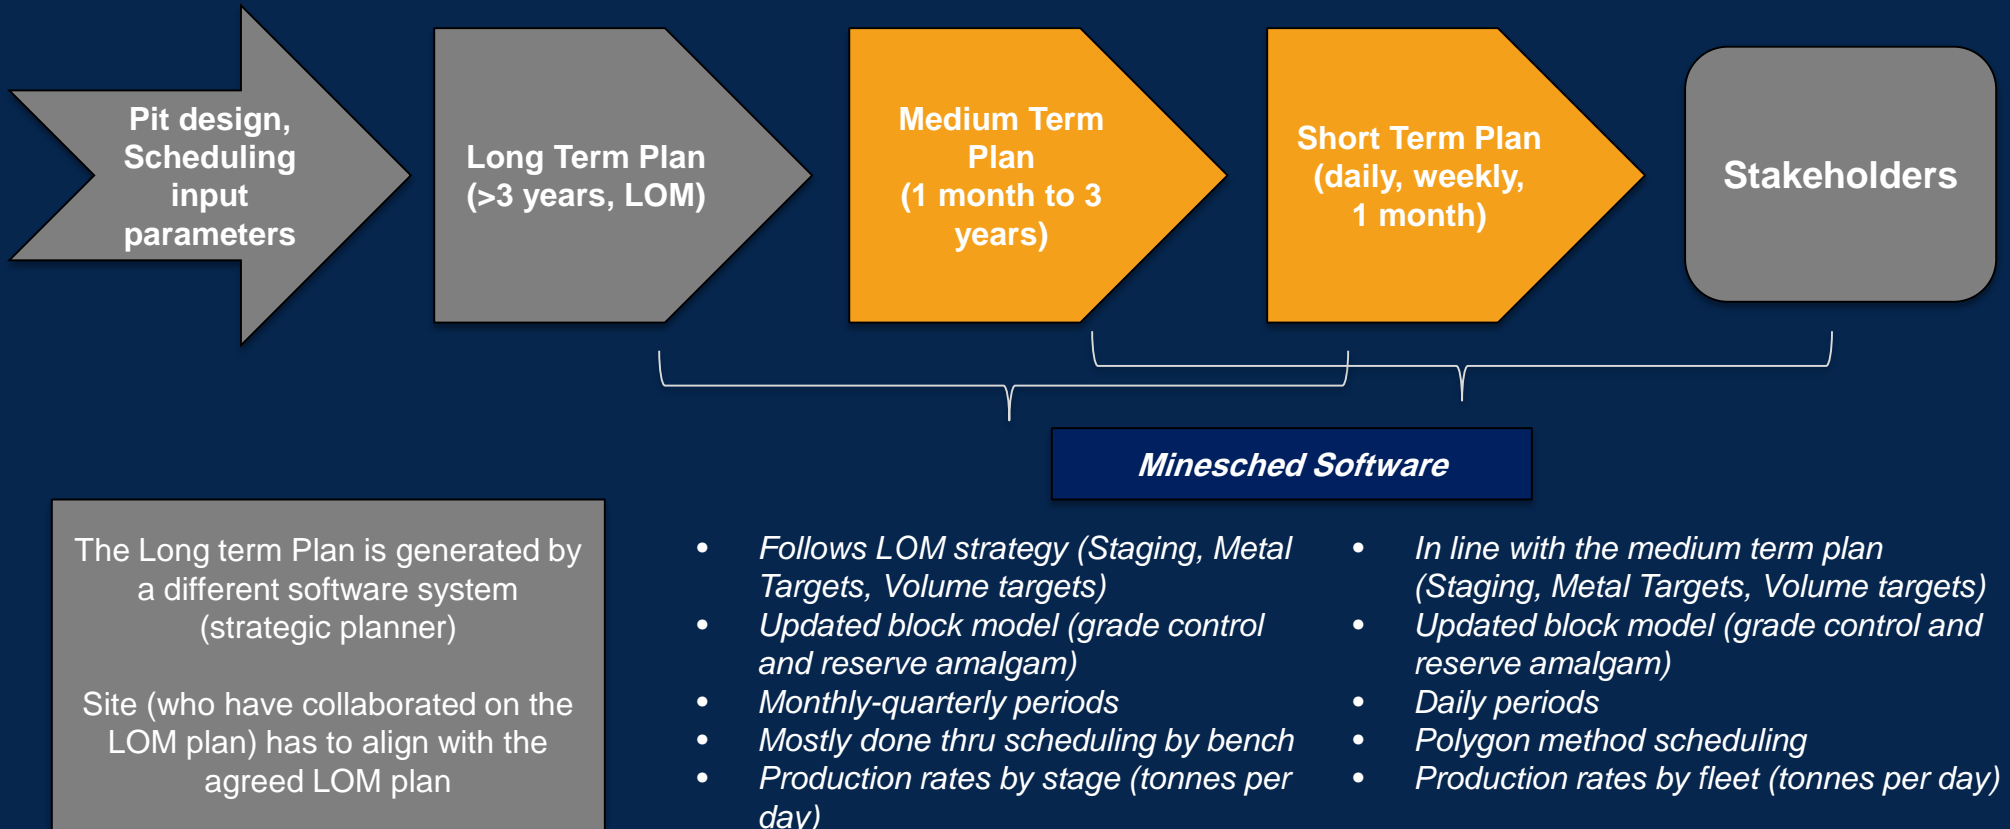 Pit design,
Scheduling
input
parameters
Long Term Plan
(>3 years, LOM)
Medium Term
Plan
(1 month to 3
years)
Short Term Plan
(daily, weekly,
1 month)
Stakeholders
Minesched Software
The Long term Plan is generated by
a different software system
(strategic planner)
Site (who have collaborated on the
LOM plan) has to align with the
agreed LOM plan
• Follows LOM strategy (Staging, Metal
Targets, Volume targets)
• Updated block model (grade control
and reserve amalgam)
• Monthly-quarterly periods
• Mostly done thru scheduling by bench
• Production rates by stage (tonnes per
day)
• In line with the medium term plan
(Staging, Metal Targets, Volume targets)
• Updated block model (grade control and
reserve amalgam)
• Daily periods
• Polygon method scheduling
• Production rates by fleet (tonnes per day)